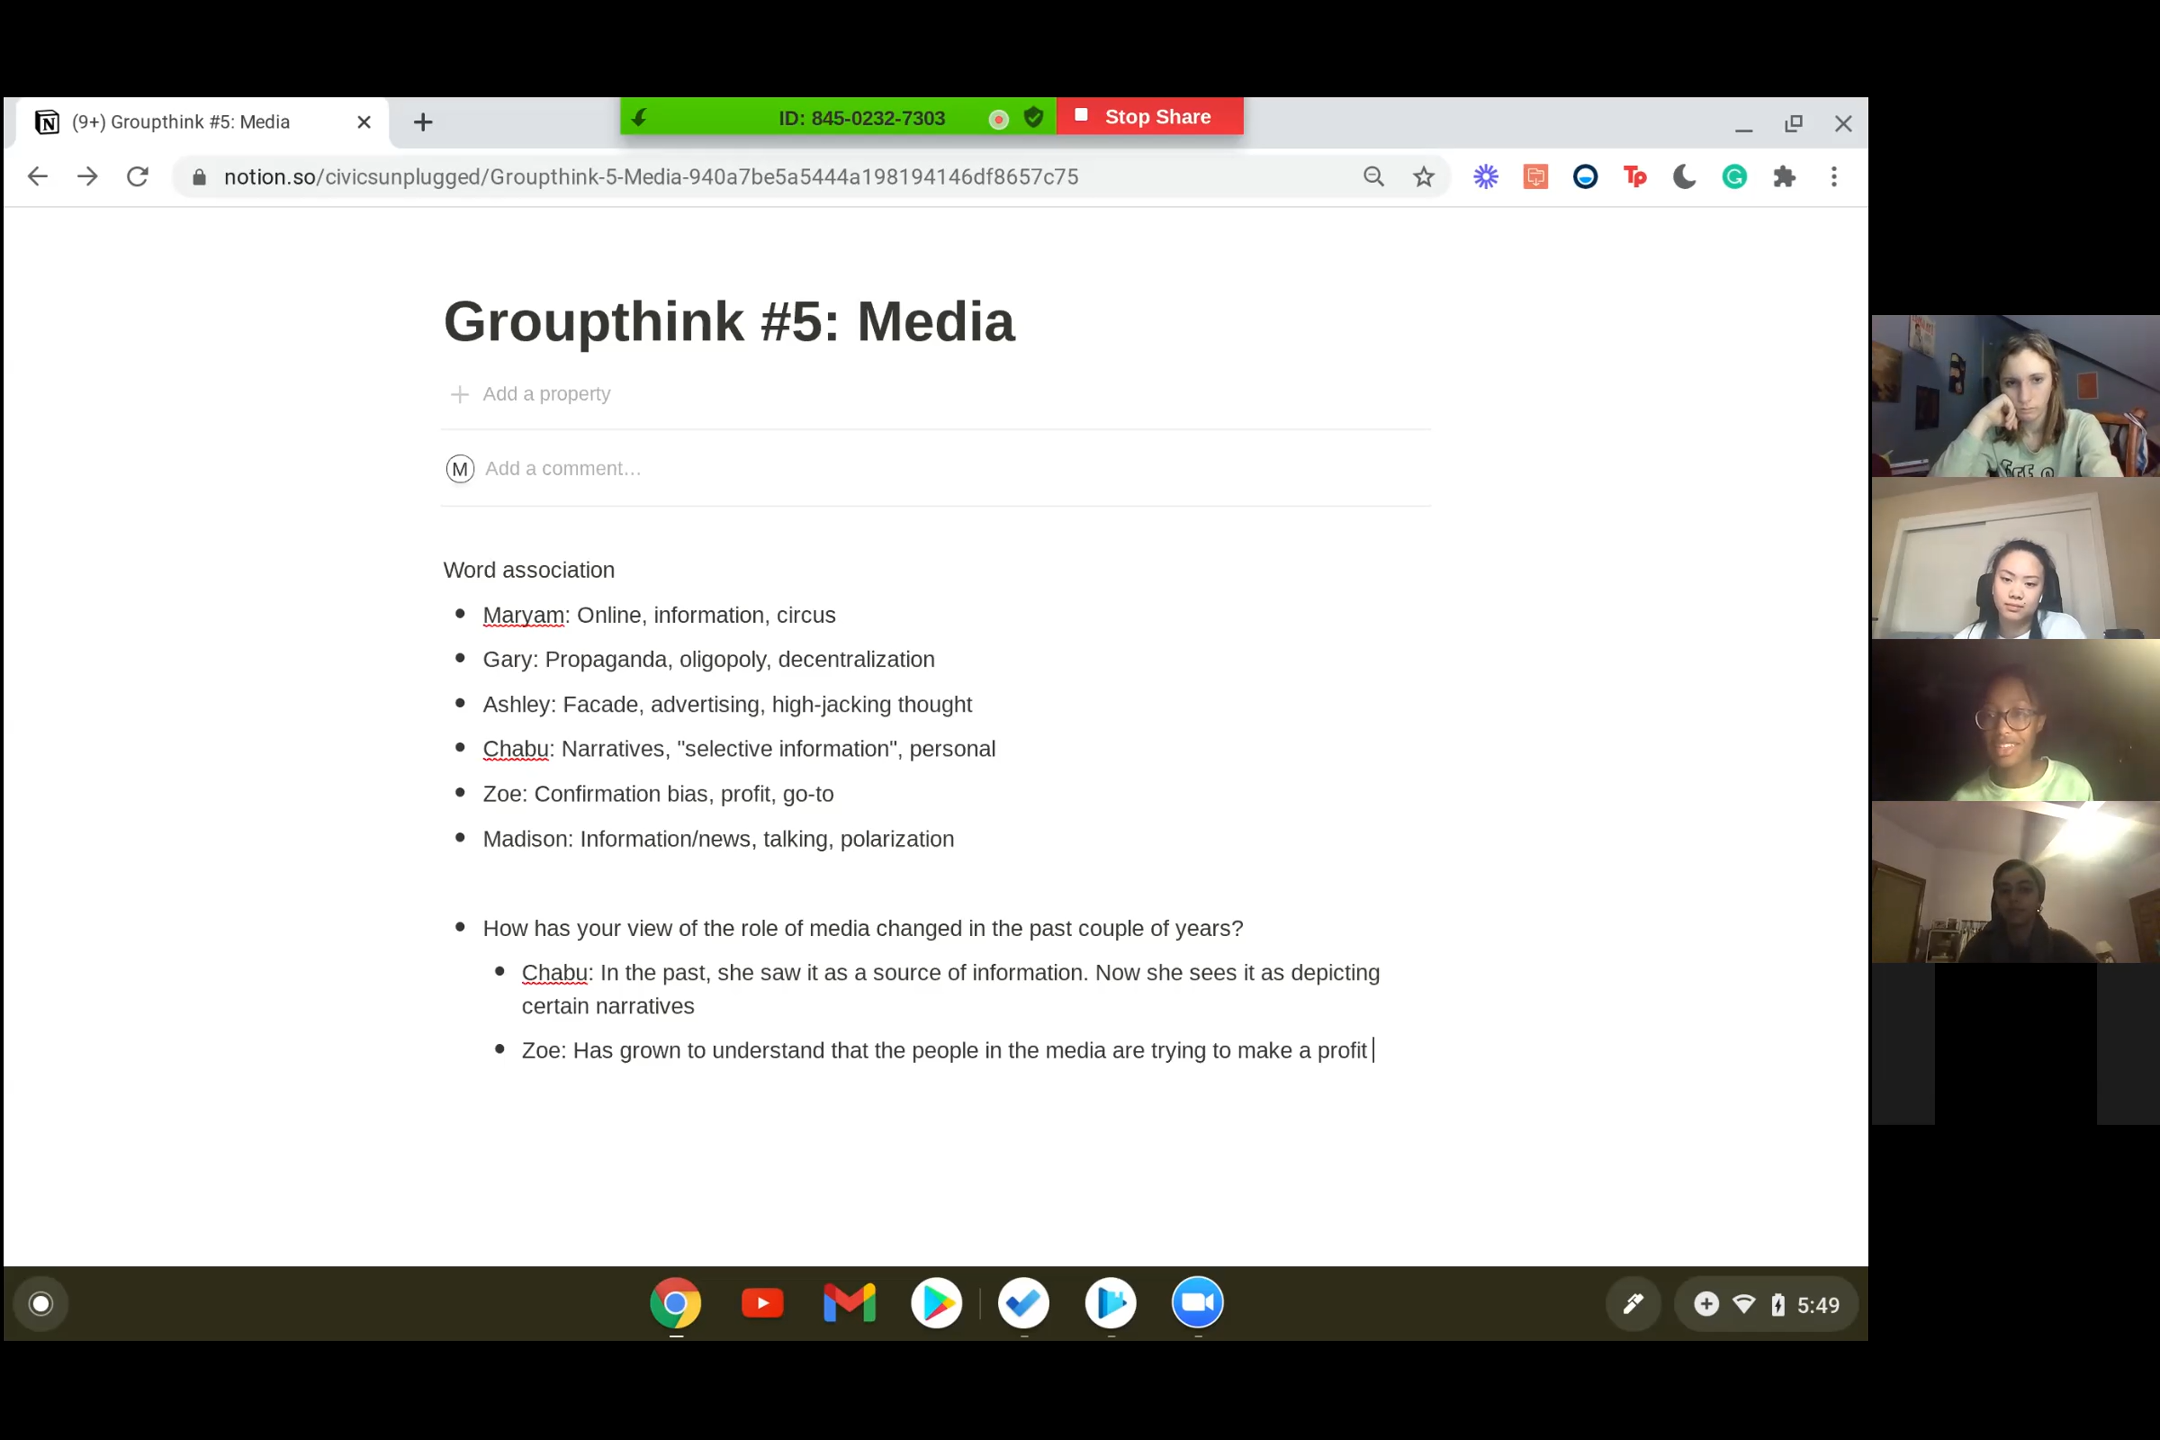 (9+) Groupthink #5: Media
ID: 845-0232-7303
Stop Share
notion.so/civicsunplugged/Groupthink-5-Media-940a7be5a5444a198194146df8657c75
Tp
Groupthink #5: Media
Add a property
M Add a comment...
Word association
Maryam: Online, information, circus
Gary: Propaganda, oligopoly, decentralization
Ashley: Facade, advertising, high-jacking thought
Chabu: Narratives, "selective information", personal
Zoe: Confirmation bias, profit, go-to
Madison: Information/news, talking, polarization
How has your view of the role of media changed in the past couple of years?
Chabu: In the past, she saw it as a source of information. Now she sees it as depicting
certain narratives
Zoe: Has grown to understand that the people in the media are trying to make a profit
5:49